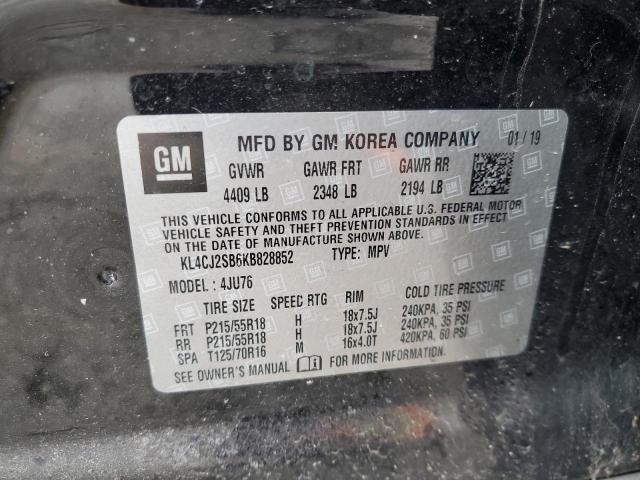 GM MFD BY GM KOREA COMPANY 01/19
GVWR GAWR FRT GAWR RR
4409 LB 2348 LB 2194 LB
THIS VEHICLE CONFORMS TO ALL APPLICABLE U.S. FEDERAL MOTOR
VEHICLE SAFETY AND THEFT PREVENTION STANDARDS IN EFFECT
ON THE DATE OF MANUFACTURE SHOWN ABOVE.
KL4CJ2SB6KB828852 TYPE: MPV
MODEL: 4JU76
TIRE SIZE SPEED RTG RIM COLD TIRE PRESSURE
FRT P215/55R18 H 18x7.5J 240KPA, 35 PSI
RR P215/55R18 H 18x7.5J 240KPA, 35 PSI
SPA T125/70R16 M 16x4.0T 420KPA, 60 PSI
SEE OWNER'S MANUAL FOR MORE INFORMATION.